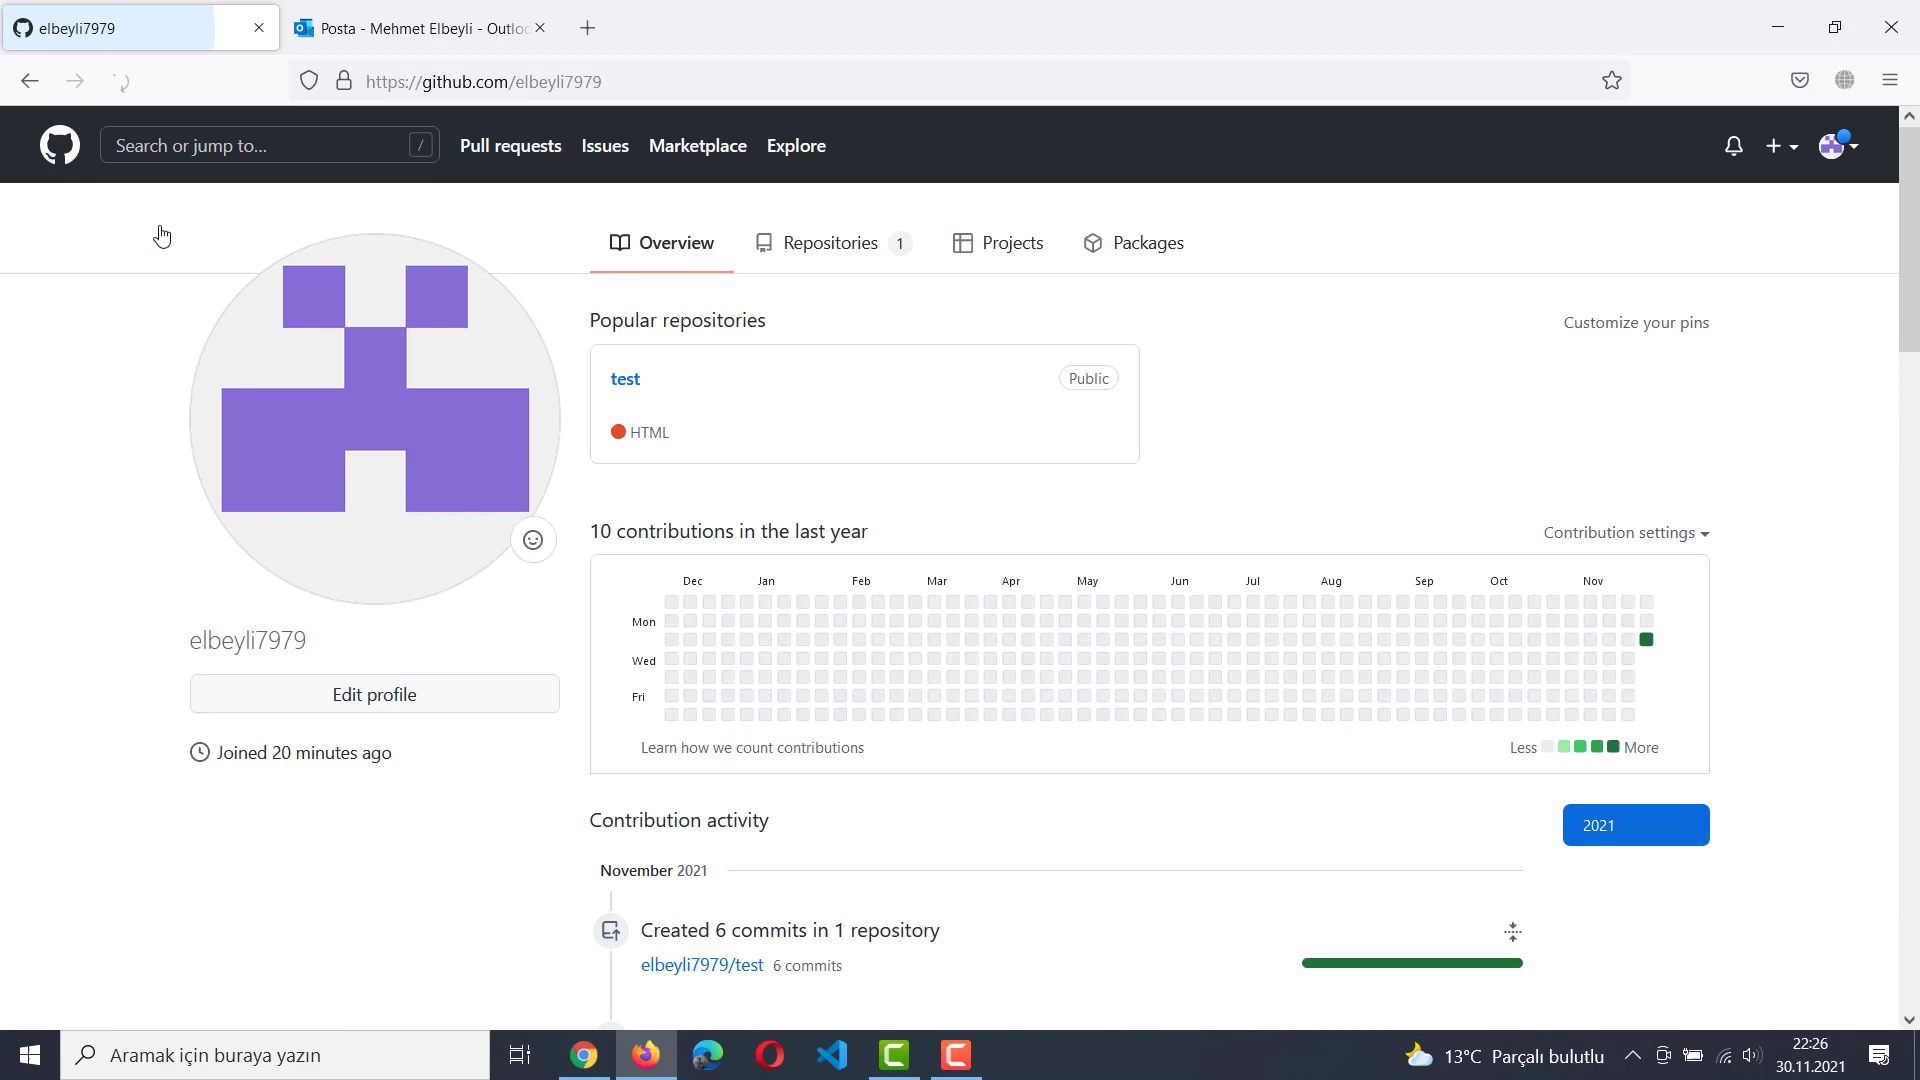 elbeyli7979
Posta - Mehmet Elbeyli - Outloo
https://github.com/elbeyli7979
Search or jump to... /
Pull requests Issues Marketplace Explore
Overview Repositories 1 Projects Packages
Popular repositories Customize your pins
test Public
HTML
10 contributions in the last year Contribution settings
Dec Jan Feb Mar Apr May Jun Jul Aug Sep Oct Nov
Mon
Wed
Fri
Learn how we count contributions Less More
elbeyli7979
Edit profile
Joined 20 minutes ago
Contribution activity 2021
November 2021
Created 6 commits in 1 repository
elbeyli7979/test 6 commits
Aramak için buraya yazın
13°C Parçalı bulutlu
22:26
30.11.2021